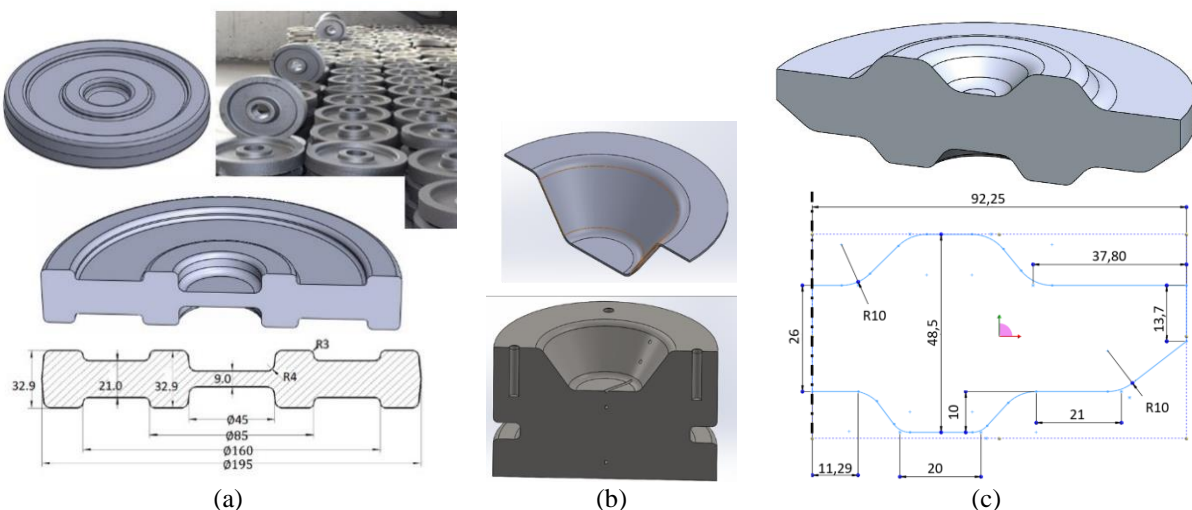 R3
32.9
21.0
32.9
9.0
R4
Ø45
Ø85
Ø160
Ø195
(a)
(b)
92,25
37,80
R10
26
48,5
13,7
R10
10
21
11,29
20
(c)